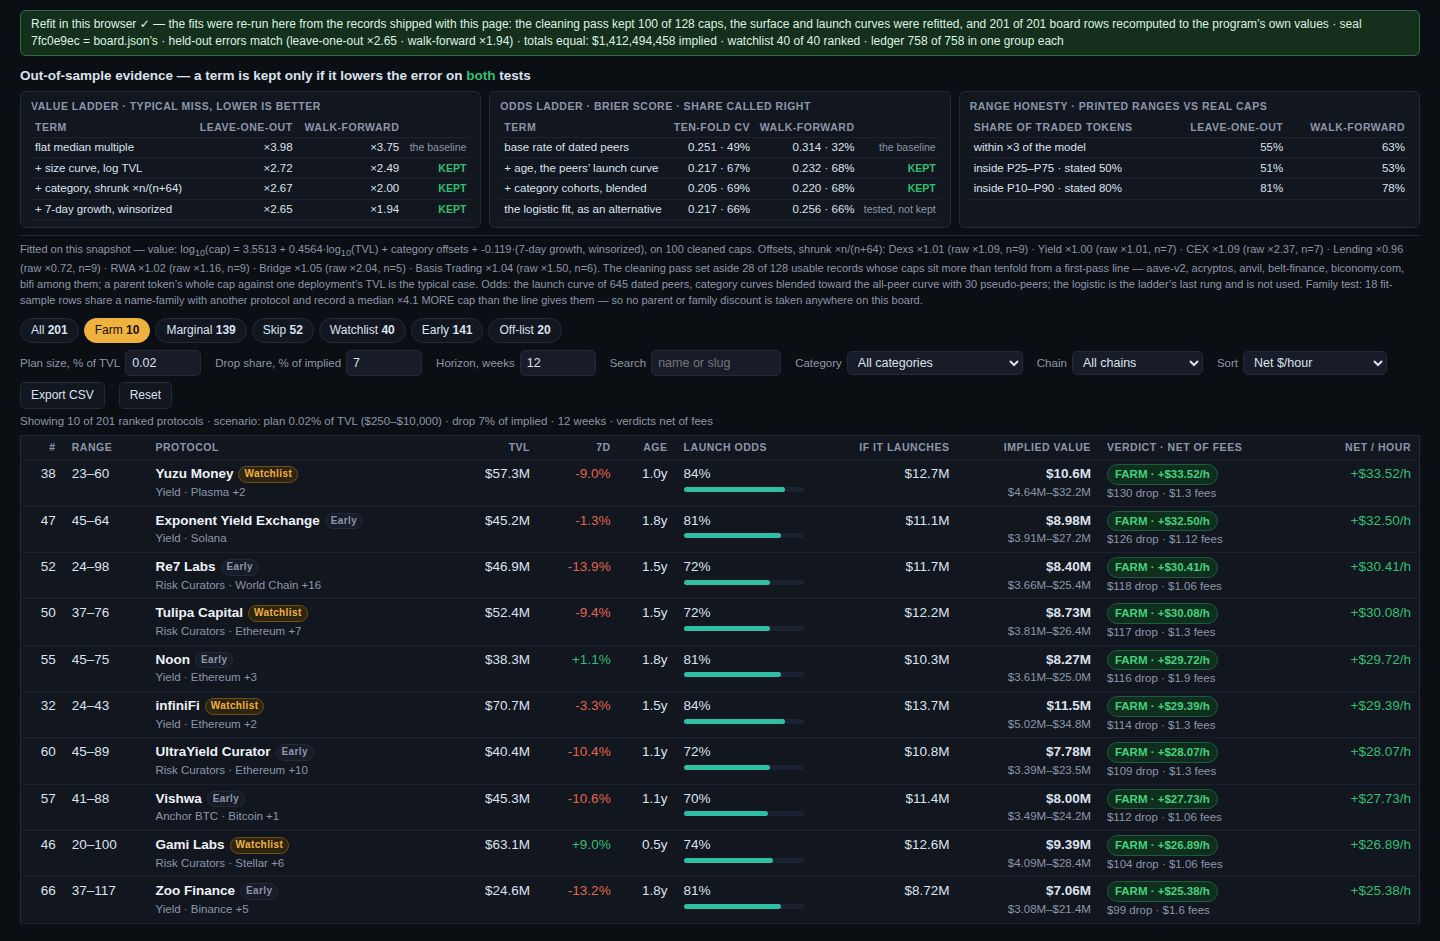 Refit in this browser ✓ — the fits were re-run here from the records shipped with this page: the cleaning pass kept 100 of 128 caps, the surface and launch curves were refitted, and 201 of 201 board rows recomputed to the program's own values · seal
7fc0e9ec = board.json's · held-out errors match (leave-one-out ×2.65 · walk-forward ×1.94) · totals equal: $1,412,494,458 implied · watchlist 40 of 40 ranked · ledger 758 of 758 in one group each
Out-of-sample evidence — a term is kept only if it lowers the error on both tests
VALUE LADDER · TYPICAL MISS, LOWER IS BETTER
TERM LEAVE-ONE-OUT WALK-FORWARD
flat median multiple ×3.98 ×3.75 the baseline
+ size curve, log TVL ×2.72 ×2.49 KEPT
+ category, shrunk ×n/(n+64) ×2.67 ×2.00 KEPT
+ 7-day growth, winsorized ×2.65 ×1.94 KEPT
ODDS LADDER · BRIER SCORE · SHARE CALLED RIGHT
TERM TEN-FOLD CV WALK-FORWARD
base rate of dated peers 0.251 · 49% 0.314 · 32% the baseline
+ age, the peers' launch curve 0.217 · 67% 0.232 · 68% KEPT
+ category cohorts, blended 0.205 · 69% 0.220 · 68% KEPT
the logistic fit, as an alternative 0.217 · 66% 0.256 · 66% tested, not kept
RANGE HONESTY · PRINTED RANGES VS REAL CAPS
SHARE OF TRADED TOKENS LEAVE-ONE-OUT WALK-FORWARD
within ×3 of the model 55% 63%
inside P25–P75 · stated 50% 51% 53%
inside P10–P90 · stated 80% 81% 78%
Fitted on this snapshot — value: log10(cap) = 3.5513 + 0.4564·log10(TVL) + category offsets + -0.119·(7-day growth, winsorized), on 100 cleaned caps. Offsets, shrunk ×n/(n+64): Dexs ×1.01 (raw ×1.09, n=9) · Yield ×1.00 (raw ×1.01, n=7) · CEX ×1.09 (raw ×2.37, n=7) · Lending ×0.96
(raw ×0.72, n=9) · RWA ×1.02 (raw ×1.16, n=9) · Bridge ×1.05 (raw ×2.04, n=5) · Basis Trading ×1.04 (raw ×1.50, n=6). The cleaning pass set aside 28 of 128 usable records whose caps sit more than tenfold from a first-pass line — aave-v2, acryptos, anvil, belt-finance, biconomy.com,
bifi among them; a parent token's whole cap against one deployment's TVL is the typical case. Odds: the launch curve of 645 dated peers, category curves blended toward the all-peer curve with 30 pseudo-peers; the logistic is the ladder's last rung and is not used. Family test: 18 fit-
sample rows share a name-family with another protocol and record a median ×4.1 MORE cap than the line gives them — so no parent or family discount is taken anywhere on this board.
All 201 Farm 10 Marginal 139 Skip 52 Watchlist 40 Early 141 Off-list 20
Plan size, % of TVL 0.02 Drop share, % of implied 7 Horizon, weeks 12 Search name or slug Category All categories Chain All chains Sort Net $/hour
Export CSV Reset
Showing 10 of 201 ranked protocols · scenario: plan 0.02% of TVL ($250–$10,000) · drop 7% of implied · 12 weeks · verdicts net of fees
# RANGE PROTOCOL TVL 7D AGE LAUNCH ODDS IF IT LAUNCHES IMPLIED VALUE VERDICT · NET OF FEES NET / HOUR
38 23–60 Yuzu Money Watchlist $57.3M -9.0% 1.0y 84% $12.7M $10.6M FARM · +$33.52/h +$33.52/h
Yield · Plasma +2 $4.64M–$32.2M $130 drop · $1.3 fees
47 45–64 Exponent Yield Exchange Early $45.2M -1.3% 1.8y 81% $11.1M $8.98M FARM · +$32.50/h +$32.50/h
Yield · Solana $3.91M–$27.2M $126 drop · $1.12 fees
52 24–98 Re7 Labs Early $46.9M -13.9% 1.5y 72% $11.7M $8.40M FARM · +$30.41/h +$30.41/h
Risk Curators · World Chain +16 $3.66M–$25.4M $118 drop · $1.06 fees
50 37–76 Tulipa Capital Watchlist $52.4M -9.4% 1.5y 72% $12.2M $8.73M FARM · +$30.08/h +$30.08/h
Risk Curators · Ethereum +7 $3.81M–$26.4M $117 drop · $1.3 fees
55 45–75 Noon Early $38.3M +1.1% 1.8y 81% $10.3M $8.27M FARM · +$29.72/h +$29.72/h
Yield · Ethereum +3 $3.61M–$25.0M $116 drop · $1.9 fees
32 24–43 infiniFi Watchlist $70.7M -3.3% 1.5y 84% $13.7M $11.5M FARM · +$29.39/h +$29.39/h
Yield · Ethereum +2 $5.02M–$34.8M $114 drop · $1.3 fees
60 45–89 UltraYield Curator Early $40.4M -10.4% 1.1y 72% $10.8M $7.78M FARM · +$28.07/h +$28.07/h
Risk Curators · Ethereum +10 $3.39M–$23.5M $109 drop · $1.3 fees
57 41–88 Vishwa Early $45.3M -10.6% 1.1y 70% $11.4M $8.00M FARM · +$27.73/h +$27.73/h
Anchor BTC · Bitcoin +1 $3.49M–$24.2M $112 drop · $1.06 fees
46 20–100 Gami Labs Watchlist $63.1M +9.0% 0.5y 74% $12.6M $9.39M FARM · +$26.89/h +$26.89/h
Risk Curators · Stellar +6 $4.09M–$28.4M $104 drop · $1.06 fees
66 37–117 Zoo Finance Early $24.6M -13.2% 1.8y 81% $8.72M $7.06M FARM · +$25.38/h +$25.38/h
Yield · Binance +5 $3.08M–$21.4M $99 drop · $1.6 fees